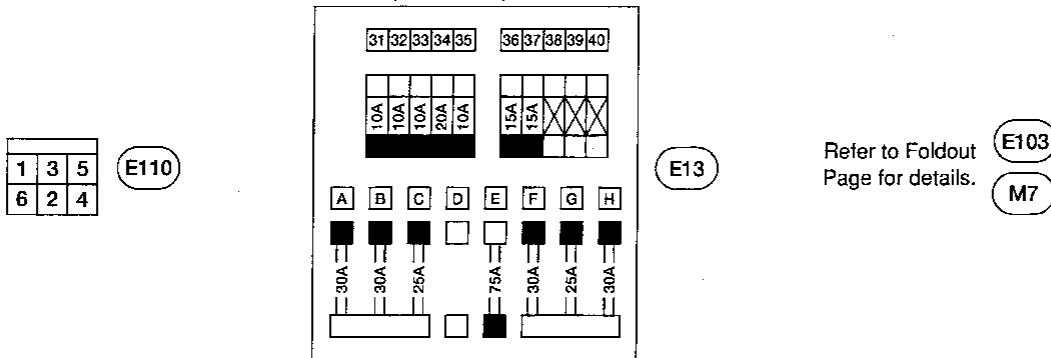 31 32 33 34 35 36 37 38 39 40
10A 10A 10A 20A 10A 15A 15A
1 3 5
6 2 4
E110
E13
Refer to Foldout
Page for details.
E103
M7
A B C D E F G H
30A 30A 25A 75A 30A 25A 30A